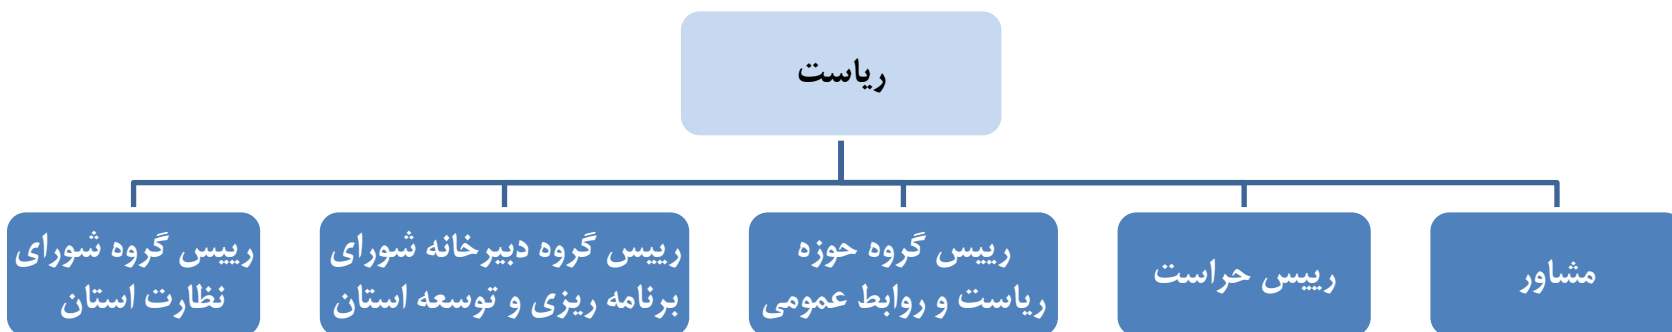 ریاست
مشاور
رییس حراست
رییس گروه حوزه
ریاست و روابط عمومی
رییس گروه دبیرخانه شورای
برنامه ریزی و توسعه استان
رییس گروه شورای
نظارت استان